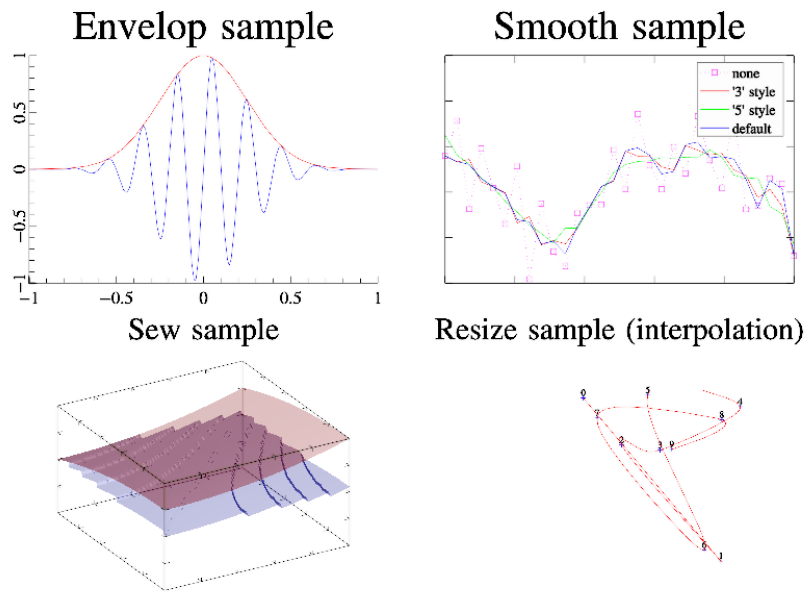 Envelop sample
Smooth sample
1
0.5
0
−0.5
−1
−1
−0.5
0
0.5
1
none
'3' style
'5' style
default
Sew sample
Resize sample (interpolation)
0
5
4
7
8
2
3
9
6
1